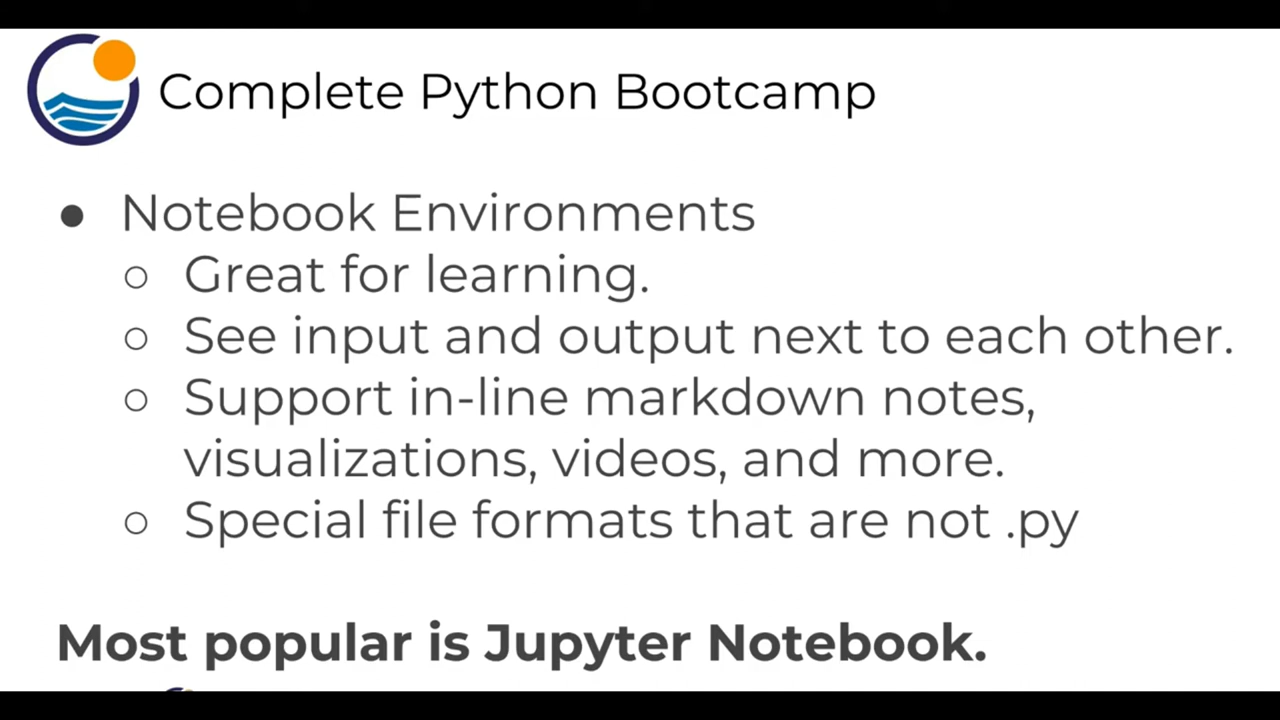 Complete Python Bootcamp
● Notebook Environments
○ Great for learning.
○ See input and output next to each other.
○ Support in-line markdown notes,
visualizations, videos, and more.
○ Special file formats that are not .py
Most popular is Jupyter Notebook.